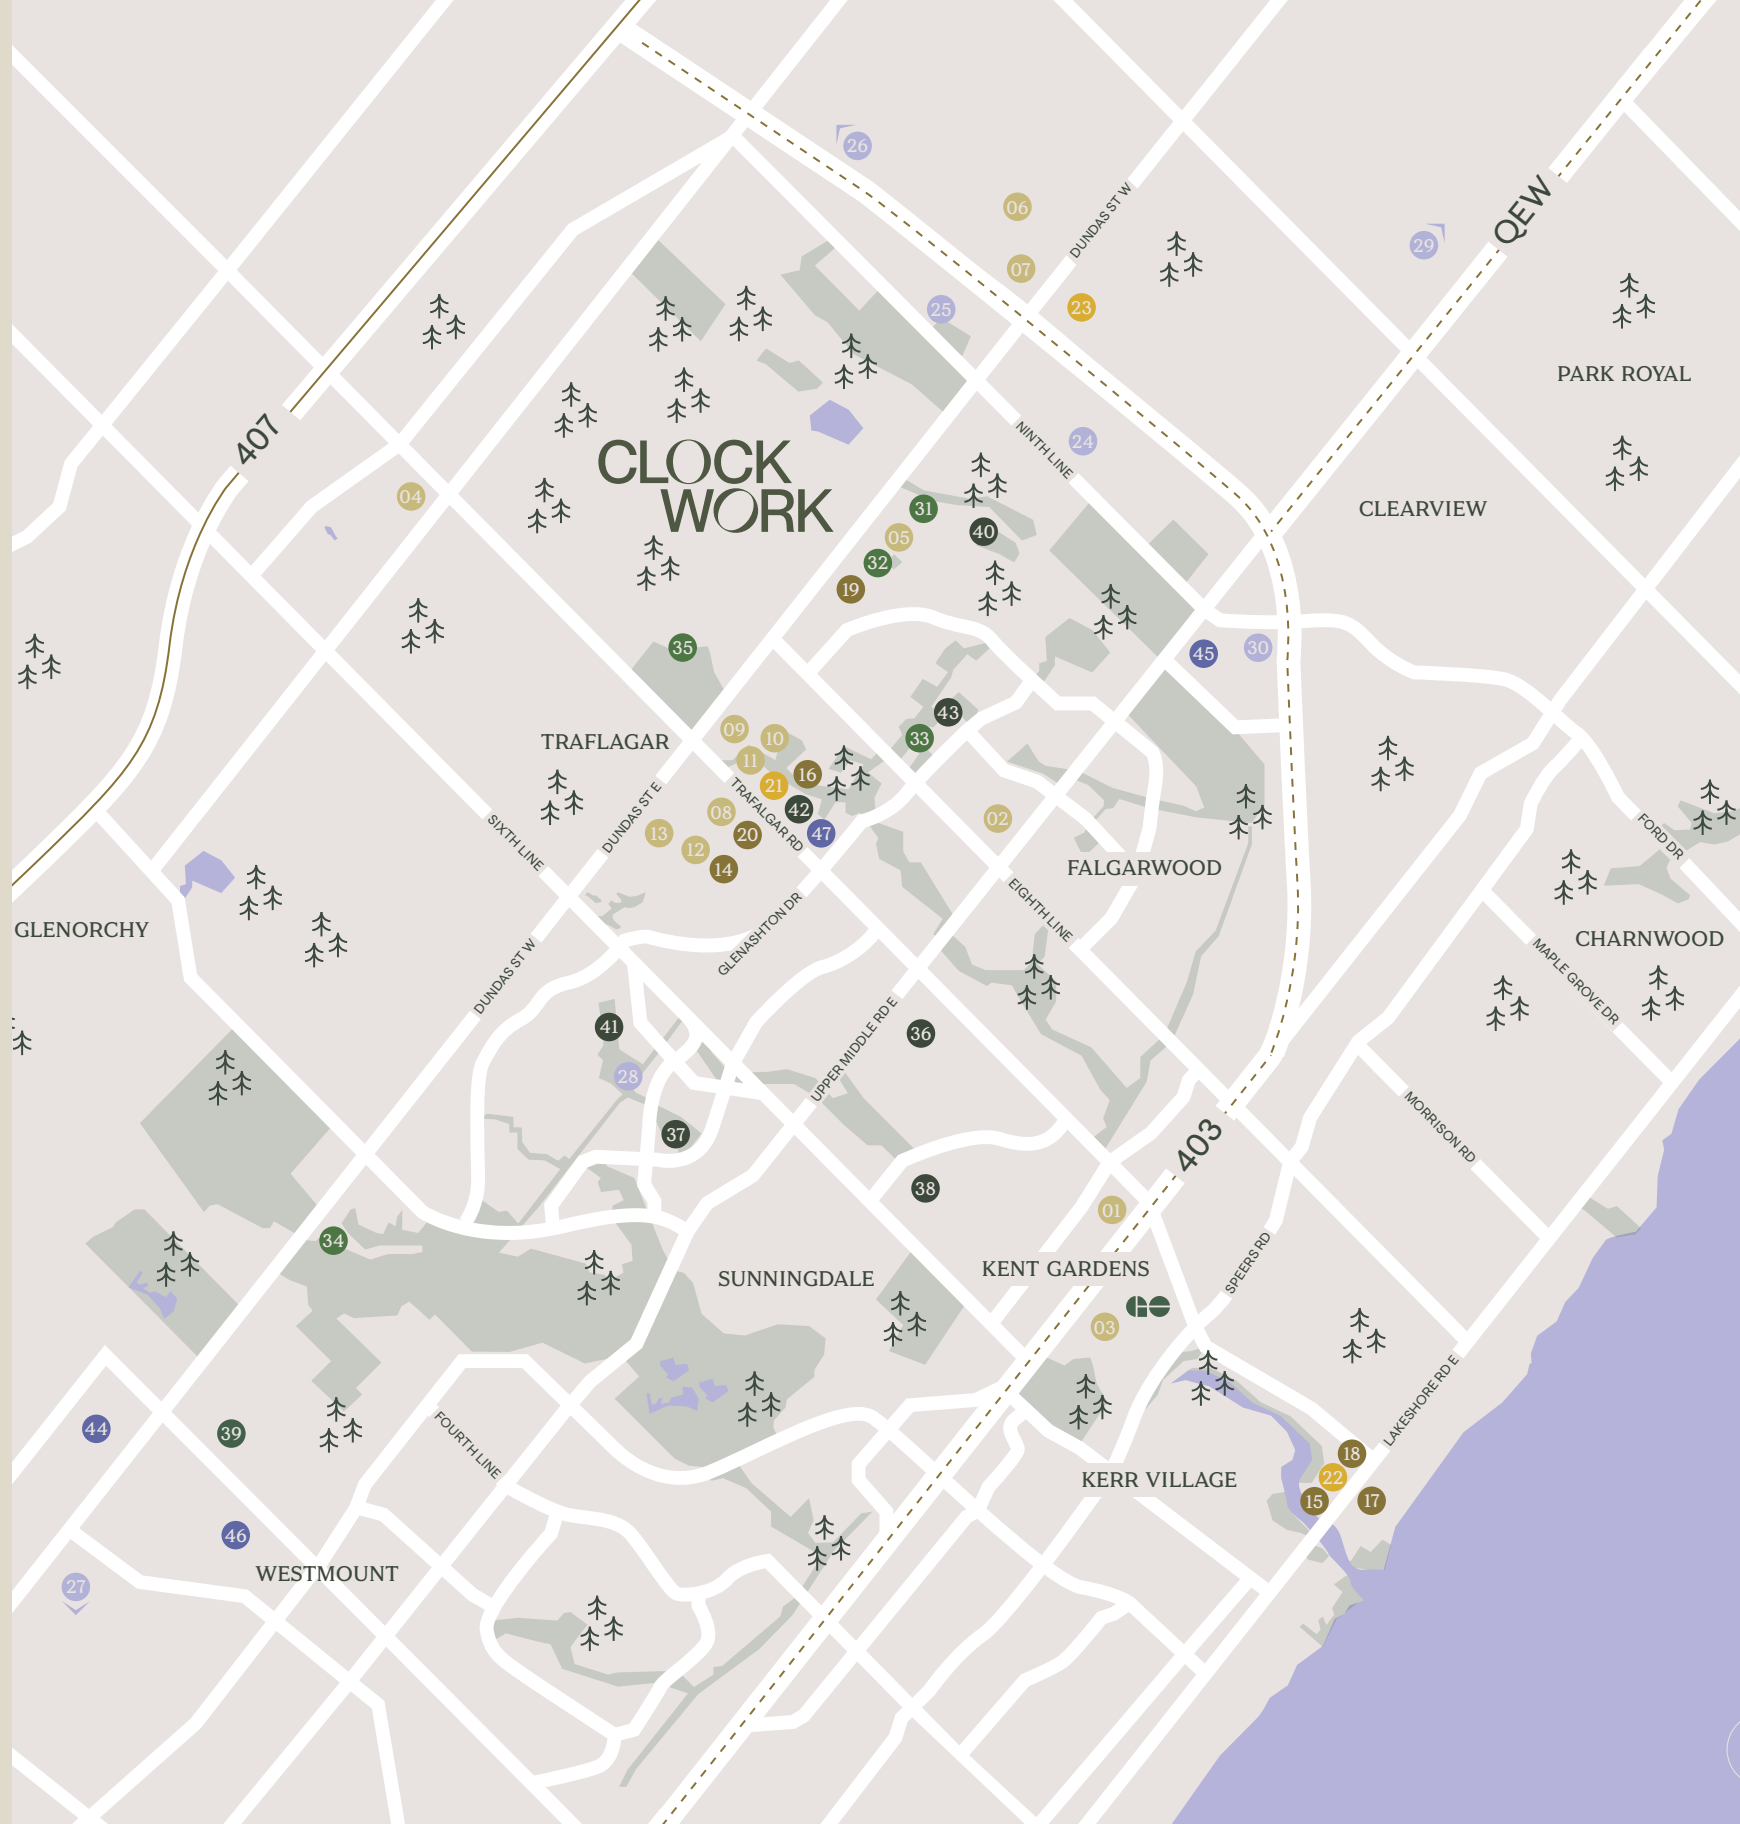 26
06
DUNDAS ST W
QEW
29
07
25
23
PARK ROYAL
407
NINTH LINE
24
CLOCK
WORK
04
31
CLEARVIEW
05
40
32
19
35
45
30
43
09
10
33
TRAFLAGAR
11
16
21
TRAFALGAR RD
DUNDAS ST E
08
42
02
13
20
47
12
14
SIXTH LINE
FORD DR
FALGARWOOD
EIGHTH LINE
GLENORCHY
GLENASHTON DR
CHARNWOOD
DUNDAS ST W
MAPLE GROVE DR
41
UPPER MIDDLE RD E
36
28
37
403
MORRISON RD
38
01
34
SPEERS RD
KENT GARDENS
SUNNINGDALE
03
LAKESHORE RD E
44
39
FOURTH LINE
18
KERR VILLAGE
22
15
17
46
WESTMOUNT
27